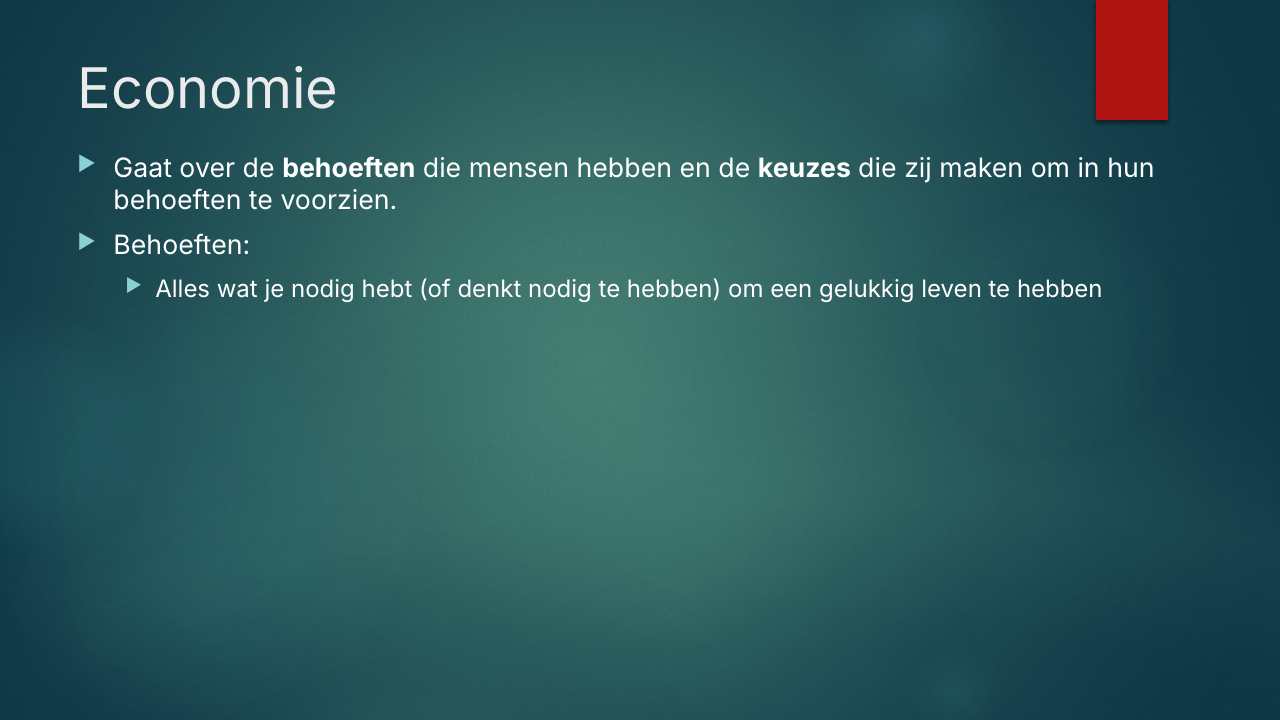 Economie
Gaat over de behoeften die mensen hebben en de keuzes die zij maken om in hun
behoeften te voorzien.
Behoeften:
Alles wat je nodig hebt (of denkt nodig te hebben) om een gelukkig leven te hebben